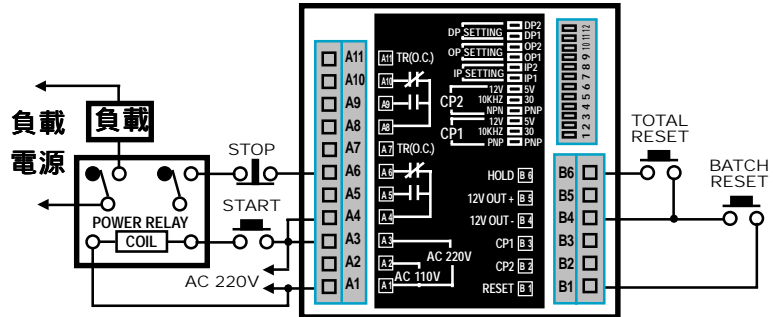 負載
電源
負載
STOP
START
POWER RELAY
COIL
AC 220V
A11
A10
A9
A8
A7
A6
A5
A4
A3
A2
A1
A11 TR(O.C.)
A10
A9
A8
A7 TR(O.C.)
A6
A5
A4
A3
A2
A1
AC 220V
AC 110V
DP SETTING DP2
DP1
OP SETTING OP2
OP1
IP SETTING IP2
IP1
CP2
12V 5V
10KHZ 30
NPN PNP
CP1
12V 5V
10KHZ 30
PNP PNP
HOLD B6
12V OUT + B5
12V OUT - B4
CP1 B3
CP2 B2
RESET B1
1 2 3 4 5 6 7 8 9 10 11 12
B6
B5
B4
B3
B2
B1
TOTAL
RESET
BATCH
RESET